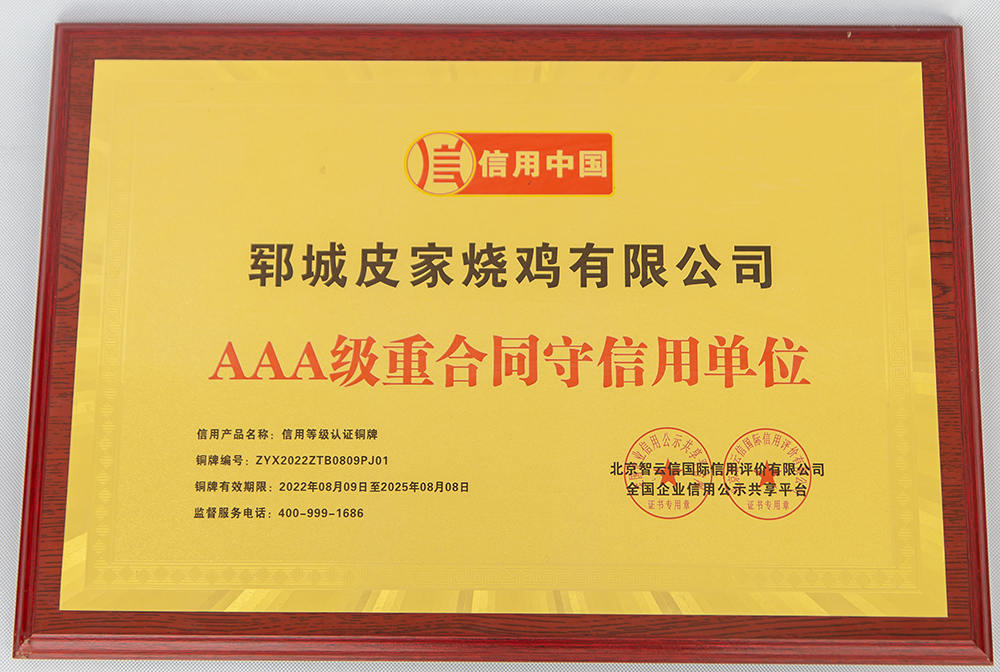 信用中国
郓城皮家烧鸡有限公司
AAA级重合同守信用单位
信用产品名称：信用等级认证铜牌
铜牌编号：ZYX2022ZTB0809PJ01
铜牌有效期限：2022年08月09日至2025年08月08日
监督服务电话：400-999-1686
北京智云信国际信用评价有限公司
全国企业信用公示共享平台
证书专用章
证书专用章